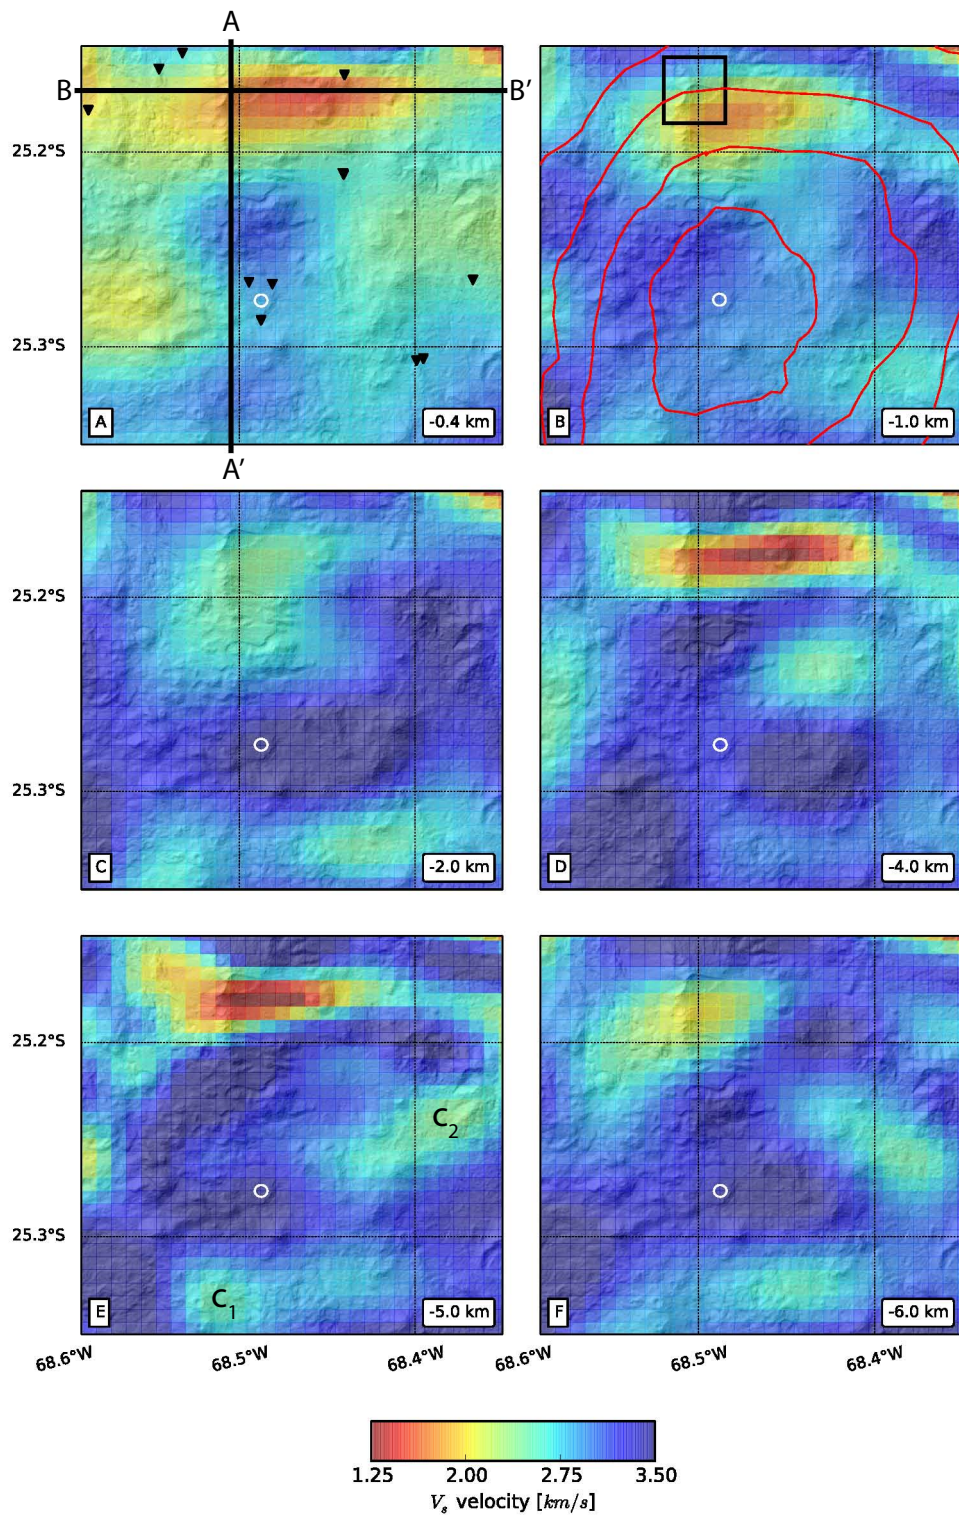 A
B B'
25.2°S
25.3°S
A -0.4 km B -1.0 km
A'
25.2°S
25.3°S
C -2.0 km D -4.0 km
25.2°S
C2
25.3°S
C1
E -5.0 km F -6.0 km
68.6°W 68.5°W 68.4°W 68.6°W 68.5°W 68.4°W
1.25 2.00 2.75 3.50
Vs velocity [km/s]